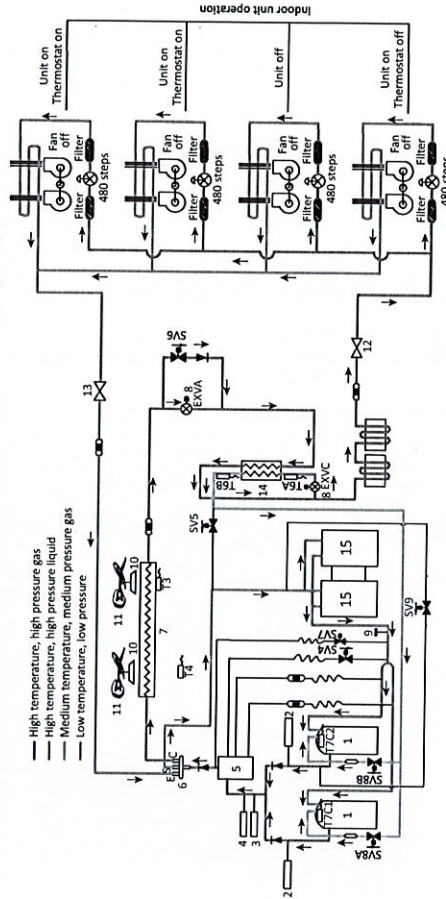 High temperature, high pressure gas
High temperature, high pressure liquid
Medium temperature, medium pressure gas
Low temperature, low pressure
11
11
10
10
7
T3
T4
13
SV6
8
EXVA
E S C
6
SV5
T6B
14
T6A
8 EXVC
12
5
4
3
2
2
SV7
SV4
9
15
15
SV9
T7C1
T7C2
1
1
SV8A
SV8B
Filter
Fan off
Filter
480 steps
Unit on
Thermostat on
Filter
Fan off
Filter
480 steps
Unit on
Thermostat on
Filter
Fan off
Filter
480 steps
Unit off
Filter
Fan off
Filter
480 steps
Unit on
Thermostat off
Indoor unit operation